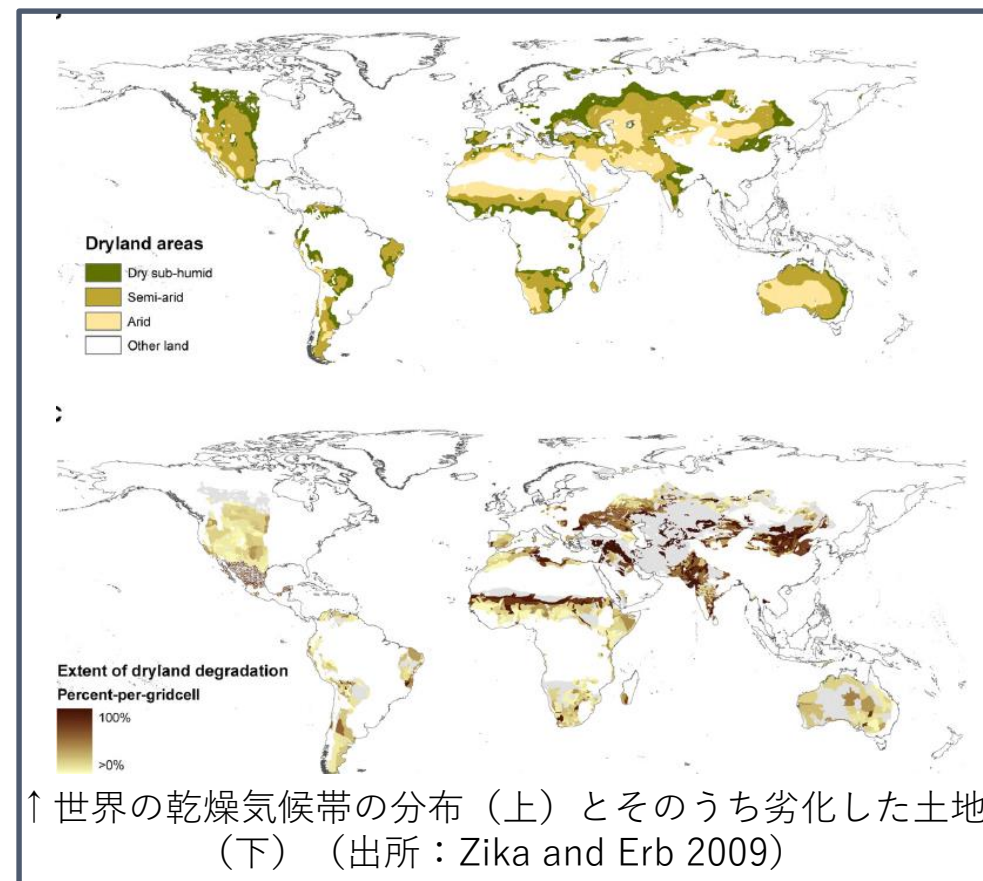 Dryland areas
Dry sub-humid
Semi-arid
Arid
Other land
c
Extent of dryland degradation
Percent-per-gridcell
100%
>0%
↑世界の乾燥気候帯の分布（上）とそのうち劣化した土地
（下）（出所：Zika and Erb 2009）